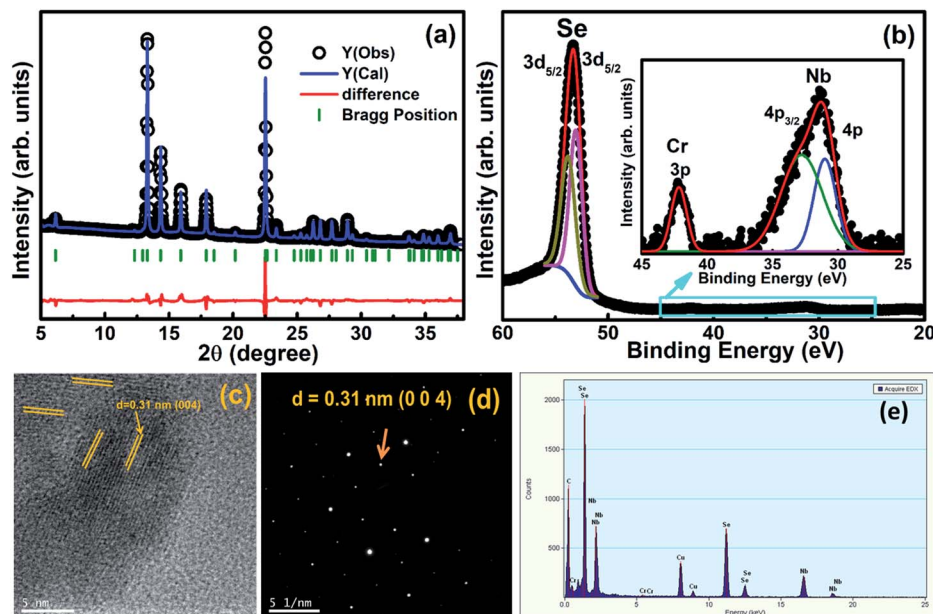 (a)
Y(Obs)
Y(Cal)
difference
Bragg Position
Intensity (arb. units)
5 10 15 20 25 30 35
2θ (degree)
(b)
Se
3d5/2 3d5/2
Nb
4p3/2 4p
Cr
3p
Intensity (arb. units)
45 40 35 30 25
Binding Energy (eV)
Intensity (arb. units)
60 50 40 30 20
Binding Energy (eV)
(c)
d=0.31 nm (004)
5 nm
(d)
d = 0.31 nm (0 0 4)
5 1/nm
(e)
Acquire EDX
2000
1500
1000
500
Counts
Se
Se
C
Cr
Nb
Nb
Nb
Cr Cr
Cu
Cu
Se
Se
Se
Nb
Nb
Nb
0.0 5 10 15 20 25
Energy (keV)